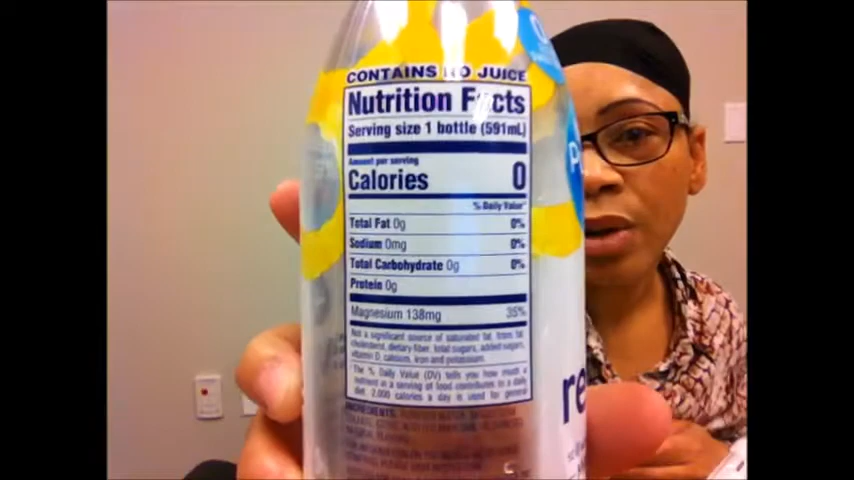 CONTAINS NO JUICE
Nutrition Facts
Serving size 1 bottle (591mL)
Amount per serving
Calories 0
% Daily Value*
Total Fat 0g 0%
Sodium 0mg 0%
Total Carbohydrate 0g 0%
Protein 0g
Magnesium 138mg 35%
Not a significant source of saturated fat, trans fat,
cholesterol, dietary fiber, total sugars, added sugars,
vitamin D, calcium, iron and potassium.
*The % Daily Value (DV) tells you how much a
nutrient in a serving of food contributes to a daily
diet. 2,000 calories a day is used for general
INGREDIENTS:
re